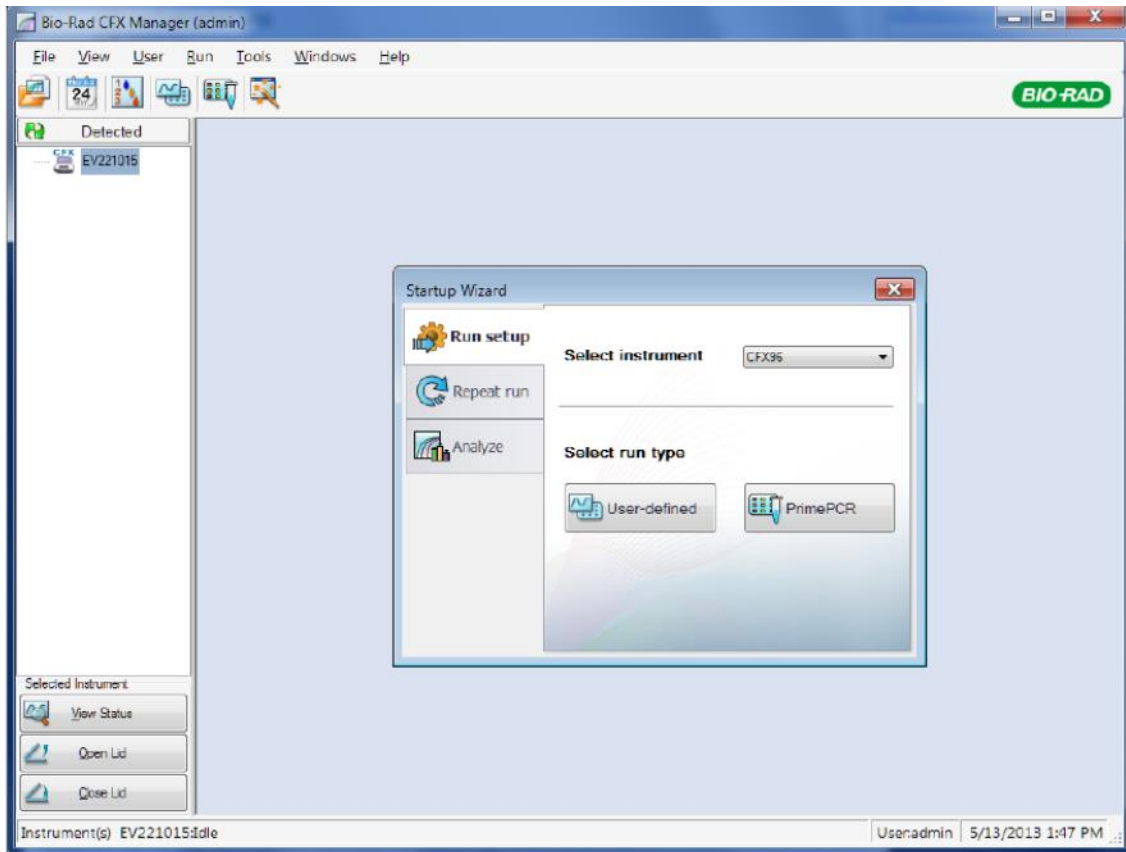 Bio-Rad CFX Manager (admin)
File View User Run Tools Windows Help
24
BIO-RAD
Detected
CFX
EV221015
Startup Wizard
Run setup
Select instrument
CFX96
Repeat run
Analyze
Select run type
User-defined
PrimePCR
Selected Instrument
View Status
Open Lid
Close Lid
Instrument(s) EV221015:Idle
User:admin 5/13/2013 1:47 PM